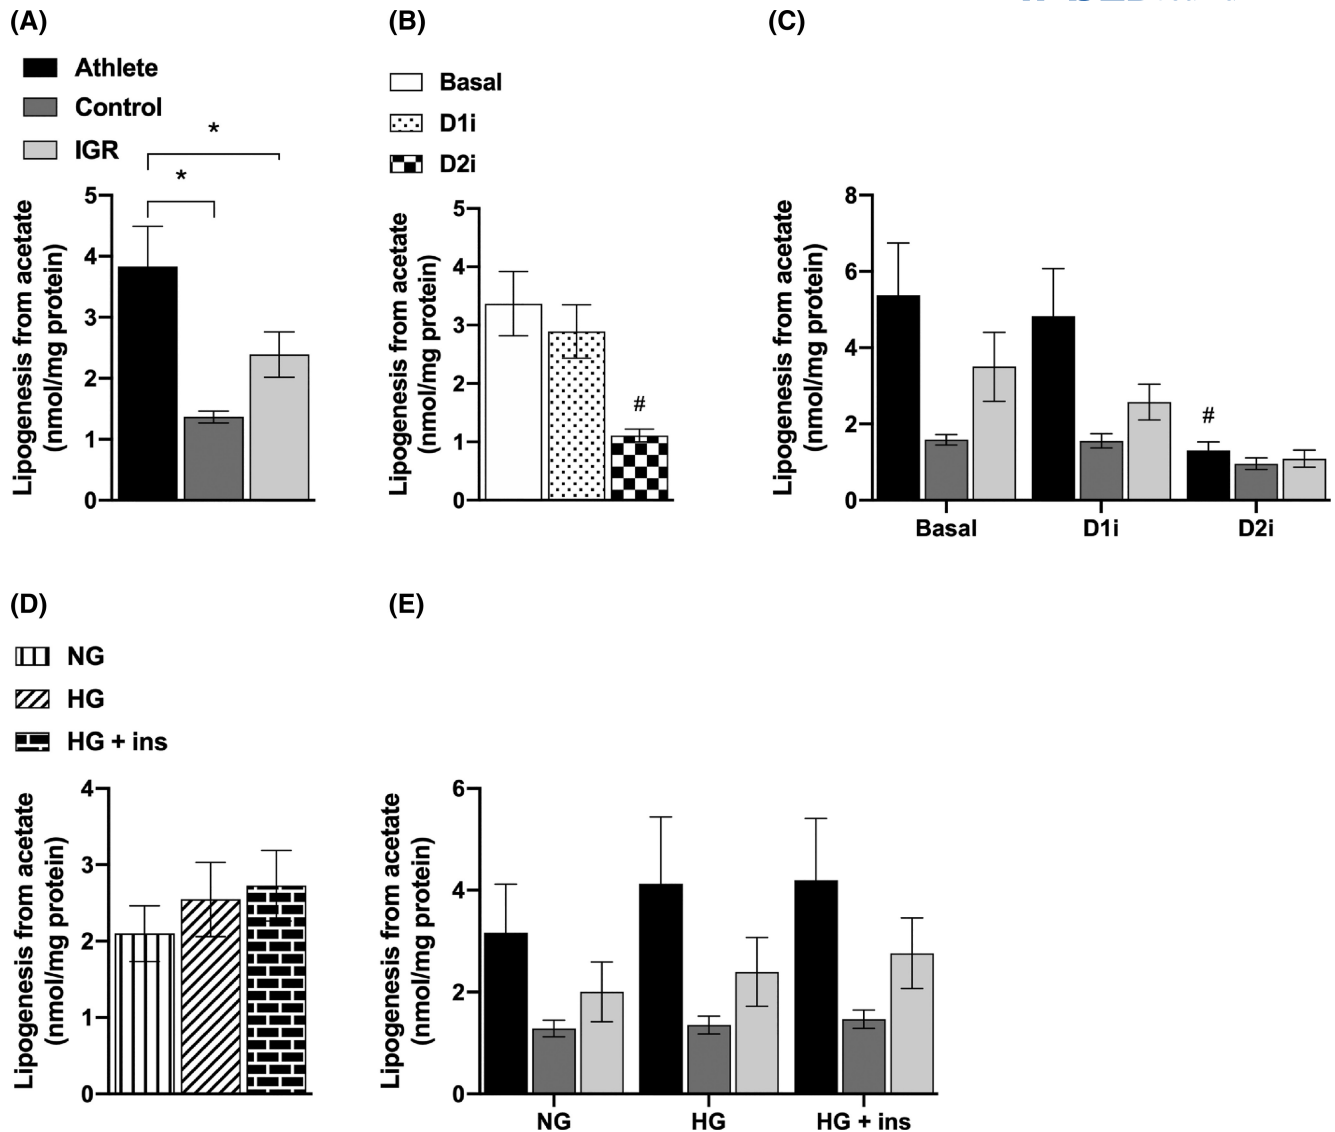 (A)
Athlete
Control
IGR
*
*
Lipogenesis from acetate
(nmol/mg protein)
5
4
3
2
1
0
(B)
Basal
D1i
D2i
Lipogenesis from acetate
(nmol/mg protein)
5
4
3
2
1
0
#
(C)
Lipogenesis from acetate
(nmol/mg protein)
8
6
4
2
0
#
Basal D1i D2i
(D)
NG
HG
HG + ins
Lipogenesis from acetate
(nmol/mg protein)
4
3
2
1
0
(E)
Lipogenesis from acetate
(nmol/mg protein)
6
4
2
0
NG HG HG + ins